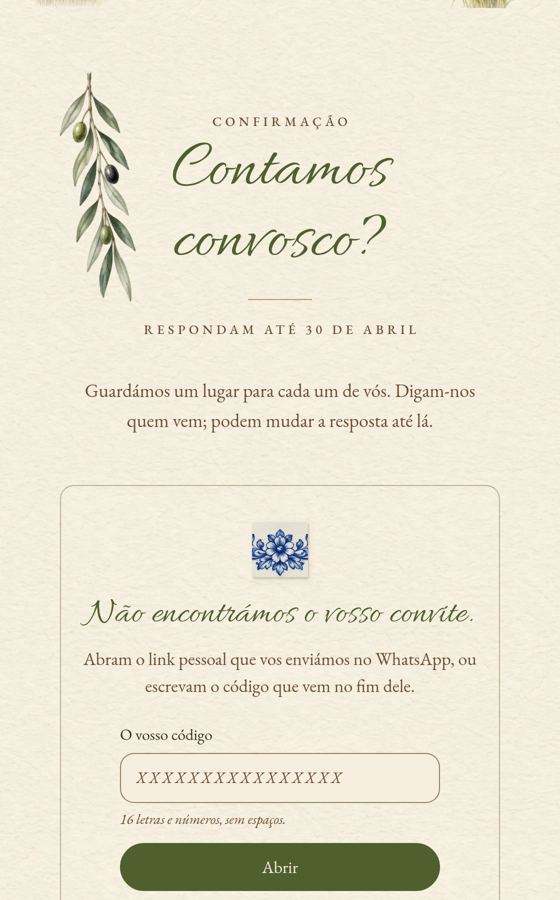 CONFIRMAÇÃO
Contamos
convosco?
RESPONDAM ATÉ 30 DE ABRIL
Guardámos um lugar para cada um de vós. Digam-nos
quem vem; podem mudar a resposta até lá.
Não encontrámos o vosso convite.
Abram o link pessoal que vos enviámos no WhatsApp, ou
escrevam o código que vem no fim dele.
O vosso código
XXXXXXXXXXXXXXXX
16 letras e números, sem espaços.
Abrir